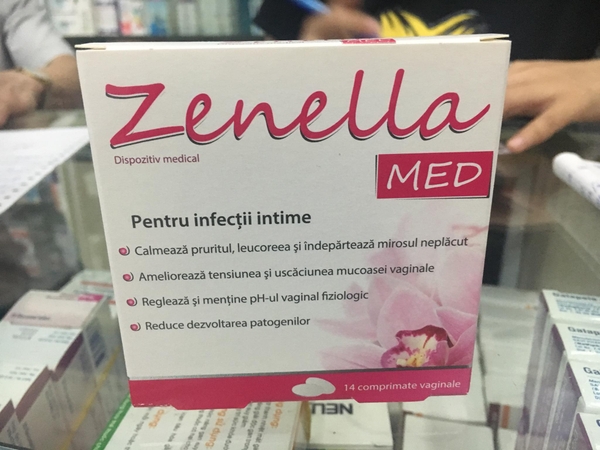 Zenella
Dispozitiv medical
MED
Pentru infecții intime
Calmează pruritul, leucoreea și îndepărtează mirosul neplăcut
Ameliorează tensiunea și uscăciunea mucoasei vaginale
Reglează și menține pH-ul vaginal fiziologic
Reduce dezvoltarea patogenilor
14 comprimate vaginale